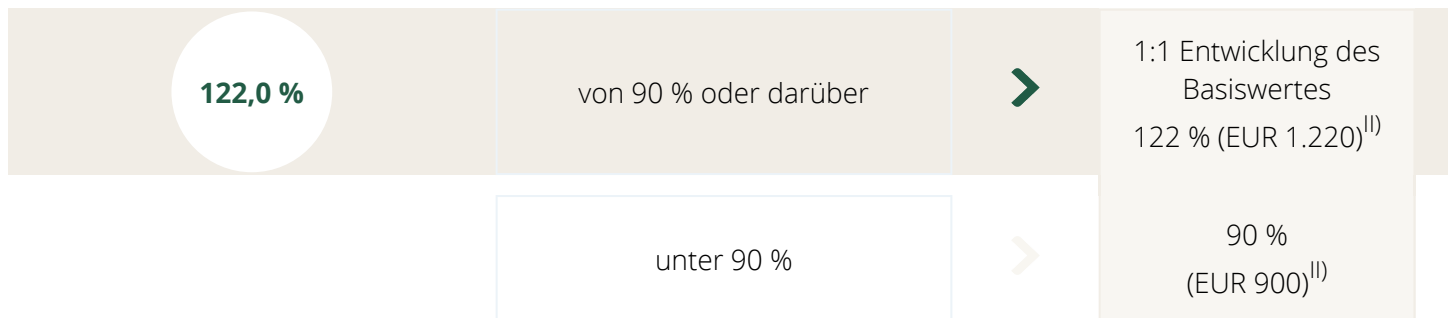 122,0 %
von 90 % oder darüber
1:1 Entwicklung des
Basiswertes
122 % (EUR 1.220)II)
unter 90 %
90 %
(EUR 900)II)